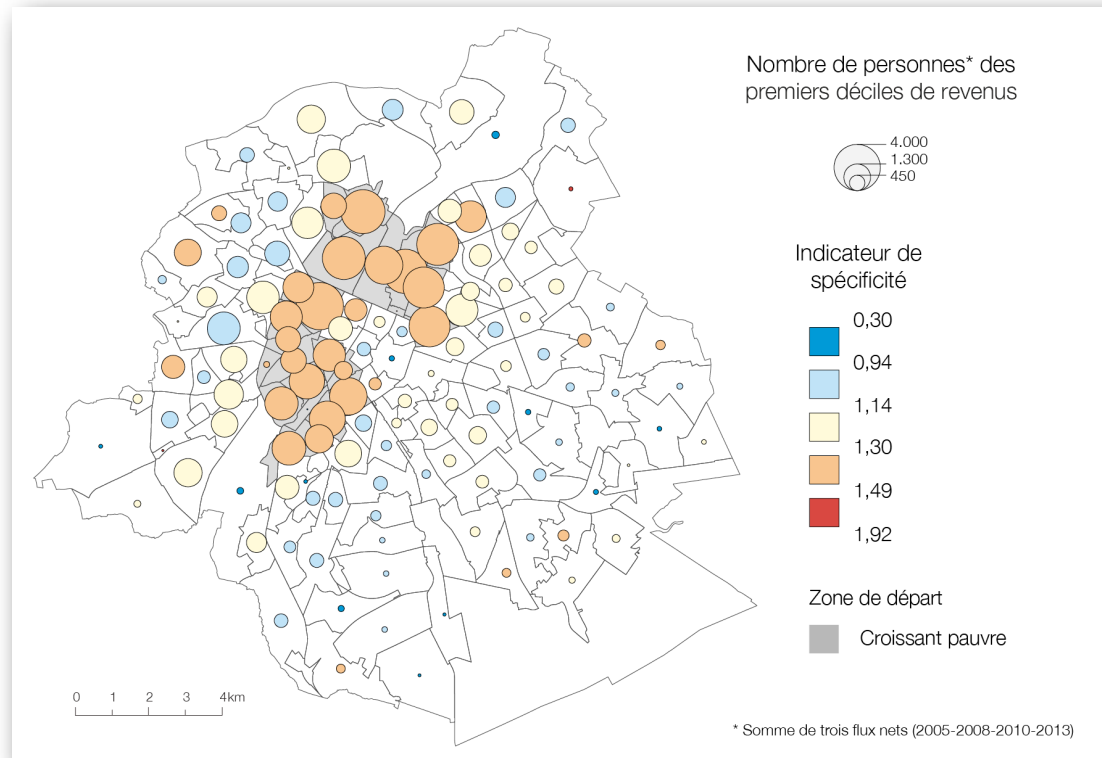 Nombre de personnes* des
premiers déciles de revenus
4.000
1.300
450
Indicateur de
spécificité
0,30
0,94
1,14
1,30
1,49
1,92
Zone de départ
Croissant pauvre
0 1 2 3 4km
* Somme de trois flux nets (2005-2008-2010-2013)